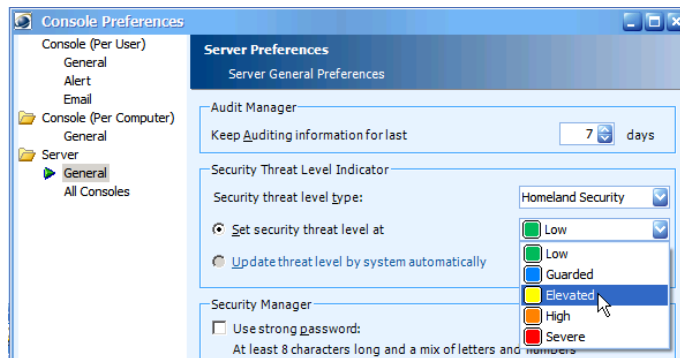 Console Preferences
Console (Per User)
General
Alert
Email
Console (Per Computer)
General
Server
General
All Consoles
Server Preferences
Server General Preferences
Audit Manager
Keep Auditing information for last 7 days
Security Threat Level Indicator
Security threat level type: Homeland Security
Set security threat level at Low
Low
Guarded
Update threat level by system automatically
Elevated
High
Severe
Security Manager
Use strong password:
At least 8 characters long and a mix of letters and numbers